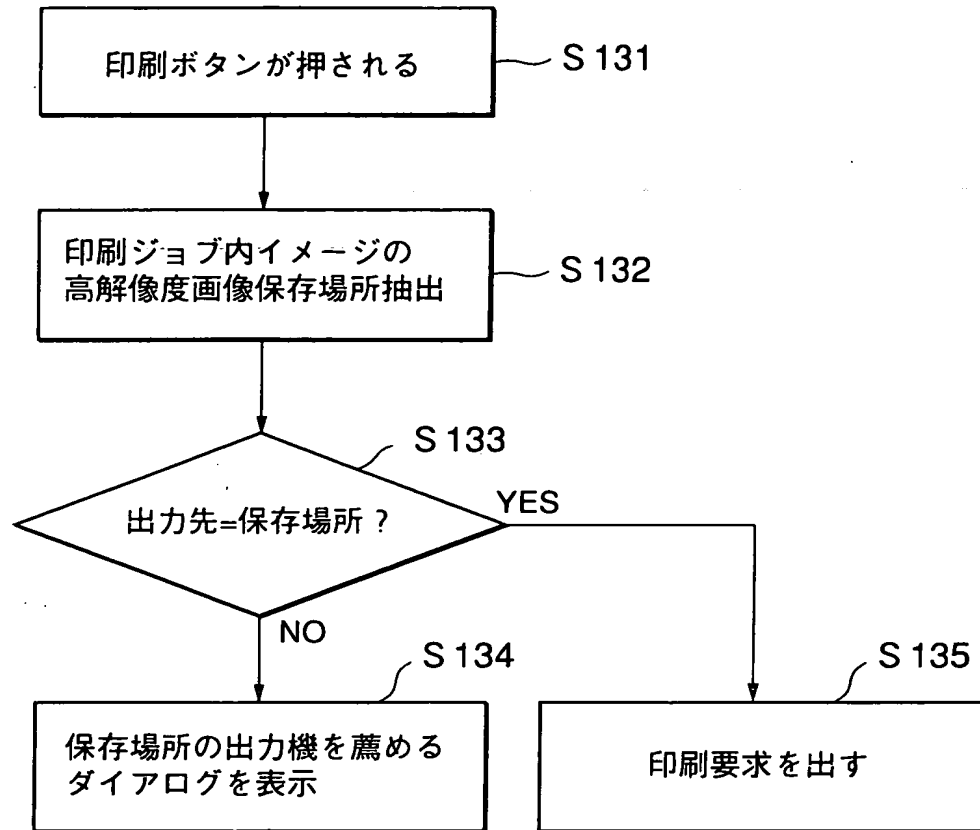 印刷ボタンが押される
S 131
印刷ジョブ内イメージの
高解像度画像保存場所抽出
S 132
S 133
出力先=保存場所 ?
YES
NO
S 134
保存場所の出力機を薦める
ダイアログを表示
S 135
印刷要求を出す